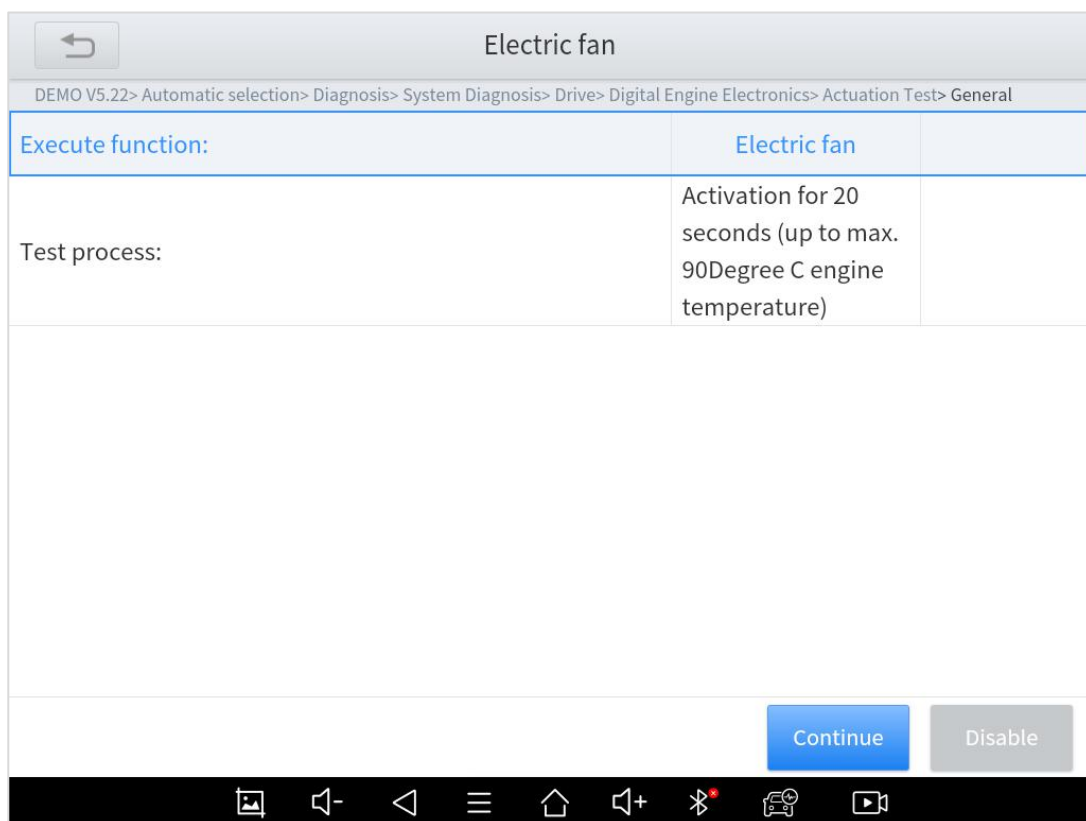 Electric fan
DEMO V5.22> Automatic selection> Diagnosis> System Diagnosis> Drive> Digital Engine Electronics> Actuation Test> General
Execute function:
Electric fan
Test process:
Activation for 20
seconds (up to max.
90Degree C engine
temperature)
Continue
Disable